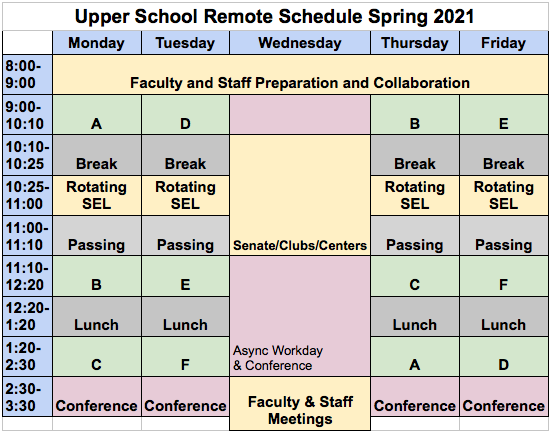 Upper School Remote Schedule Spring 2021
Monday Tuesday Wednesday Thursday Friday
8:00-
9:00 Faculty and Staff Preparation and Collaboration
9:00-
10:10 A D B E
10:10-
10:25 Break Break Break Break
10:25- Rotating Rotating Rotating Rotating
11:00 SEL SEL SEL SEL
11:00-
11:10 Passing Passing Senate/Clubs/Centers Passing Passing
11:10-
12:20 B E C F
12:20-
1:20 Lunch Lunch Lunch Lunch
1:20- Async Workday
2:30 C F & Conference A D
2:30- Faculty & Staff
3:30 Conference Conference Meetings Conference Conference